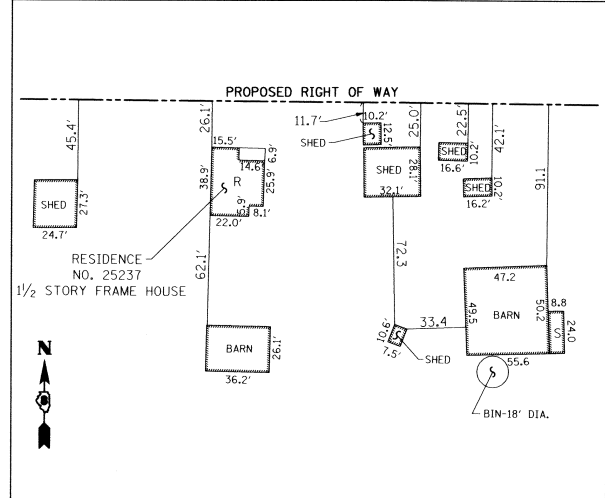 PROPOSED RIGHT OF WAY
45.4'
26.1'
11.7'
10.2'
12.5'
25.0'
22.5'
42.1'
91.1
SHED
15.5'
6.9'
14.6'
38.9'
R
25.9'
8.1'
22.0'
SHED
28.1'
32.1'
SHED
10.2'
16.6'
SHED
10.2'
16.2'
SHED
27.3'
24.7'
RESIDENCE
NO. 25237
1 1/2 STORY FRAME HOUSE
62.1'
72.3
47.2
49.5
BARN
50.2
8.8
S
24.0
55.6
10.6'
33.4
7.5'
SHED
BARN
26.1'
36.2'
BIN-18' DIA.
N